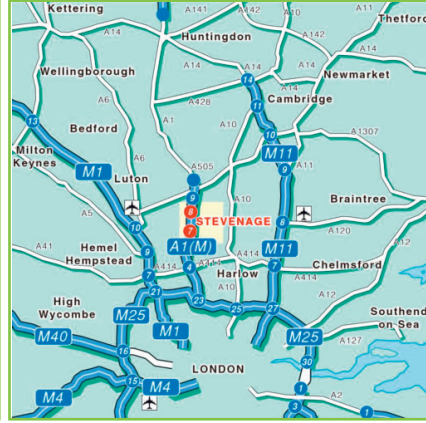 Kettering
A14
A141
A142
A10
A11
Thetford
Huntingdon
A142
A14
A14
A14
Wellingborough
Newmarket
14
A14
A6
A428
11
Cambridge
A1
A10
Bedford
13
10
A1307
Milton
Keynes
A6
M11
M1
A505
A11
Luton
9
9
A10
Braintree
8
STEVENAGE
8
A5
10
7
A120
A12
A41
Hemel
Hempstead
9
A1(M)
M11
A414
7
A414
4
A414
Harlow
7
Chelmsford
A414
21
High
Wycombe
23
A10
A12
M25
25
27
Southend
on Sea
M40
M1
M25
A127
16
30
LONDON
15
M4
1
A2
M4
3
1